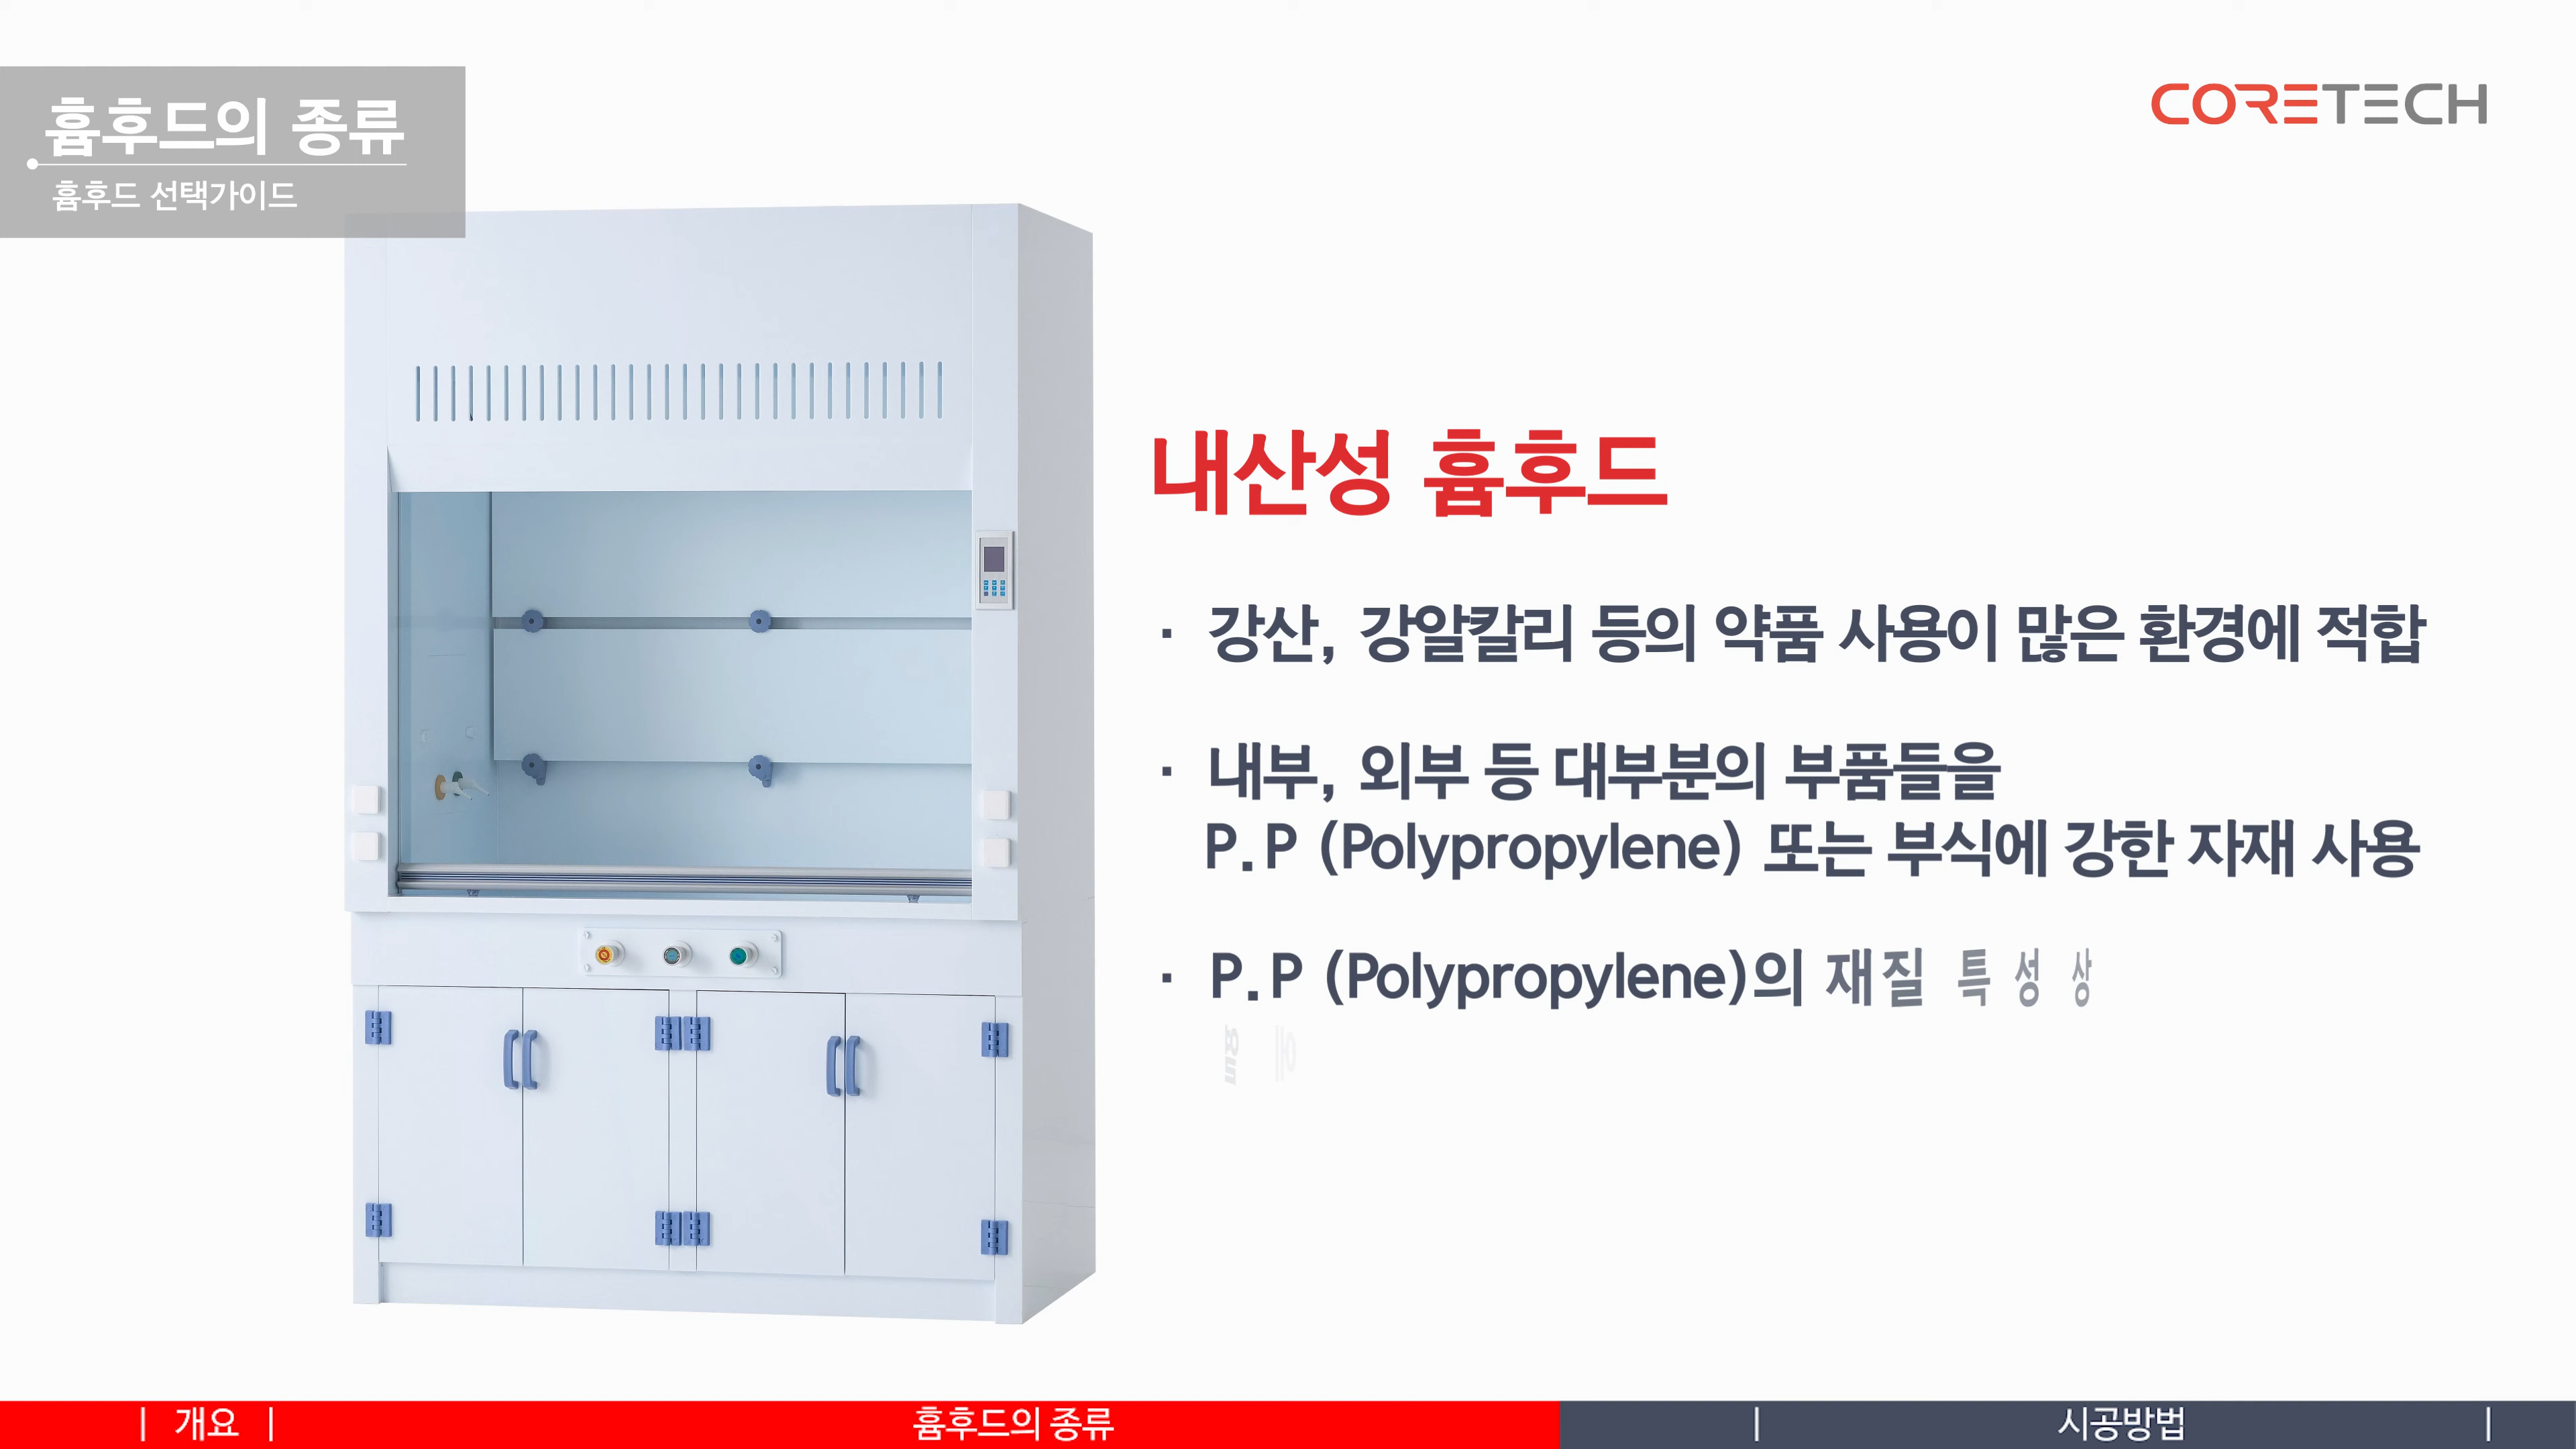 흄후드의 종류
흄후드 선택가이드
CORETECH
내산성 흄후드
· 강산, 강알칼리 등의 약품 사용이 많은 환경에 적합
· 내부, 외부 등 대부분의 부품들을
P.P (Polypropylene) 또는 부식에 강한 자재 사용
· P.P (Polypropylene)의 재질 특성상
| 개요 | 흄후드의 종류 | 시공방법 |